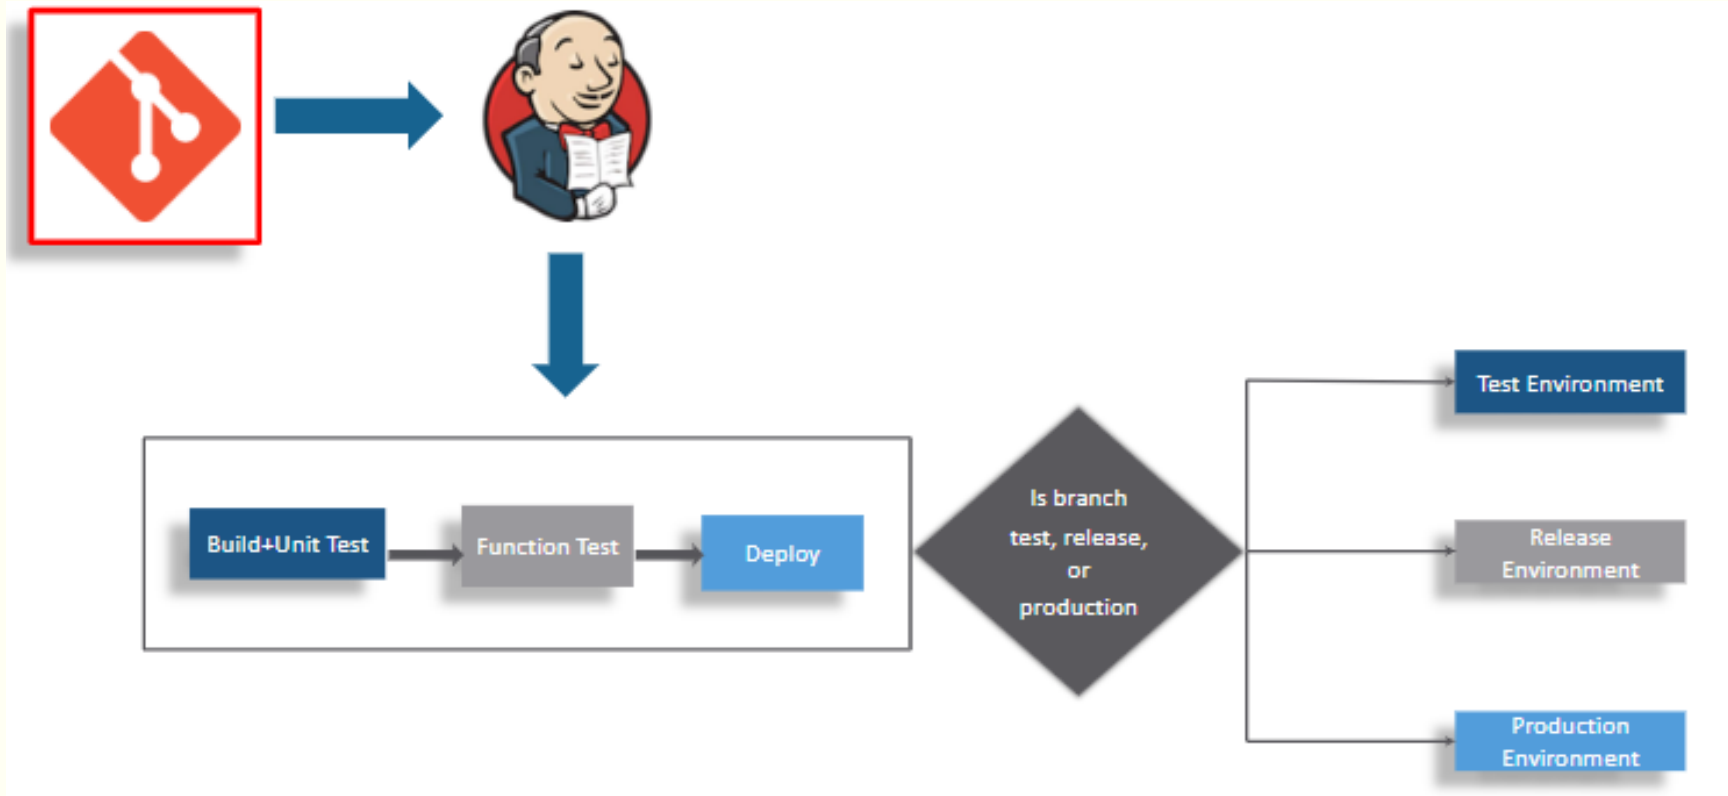 Build+Unit Test
Function Test
Deploy
Is branch
test, release,
or
production
Test Environment
Release
Environment
Production
Environment